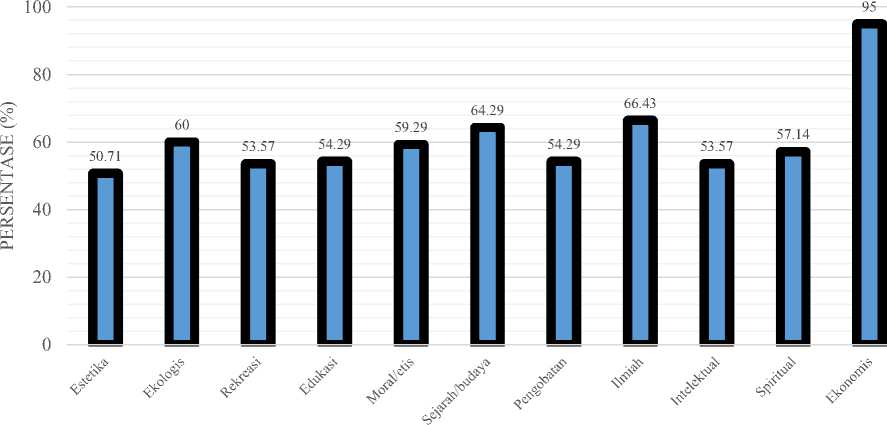 PERSENTASE (%)
100
80
60
40
20
0
50.71
60
53.57
54.29
59.29
64.29
54.29
66.43
53.57
57.14
95
Estetika
Ekologis
Rekreasi
Edukasi
Moral/etis
Sejarah/budaya
Pengobatan
Ilmiah
Intelektual
Spiritual
Ekonomis